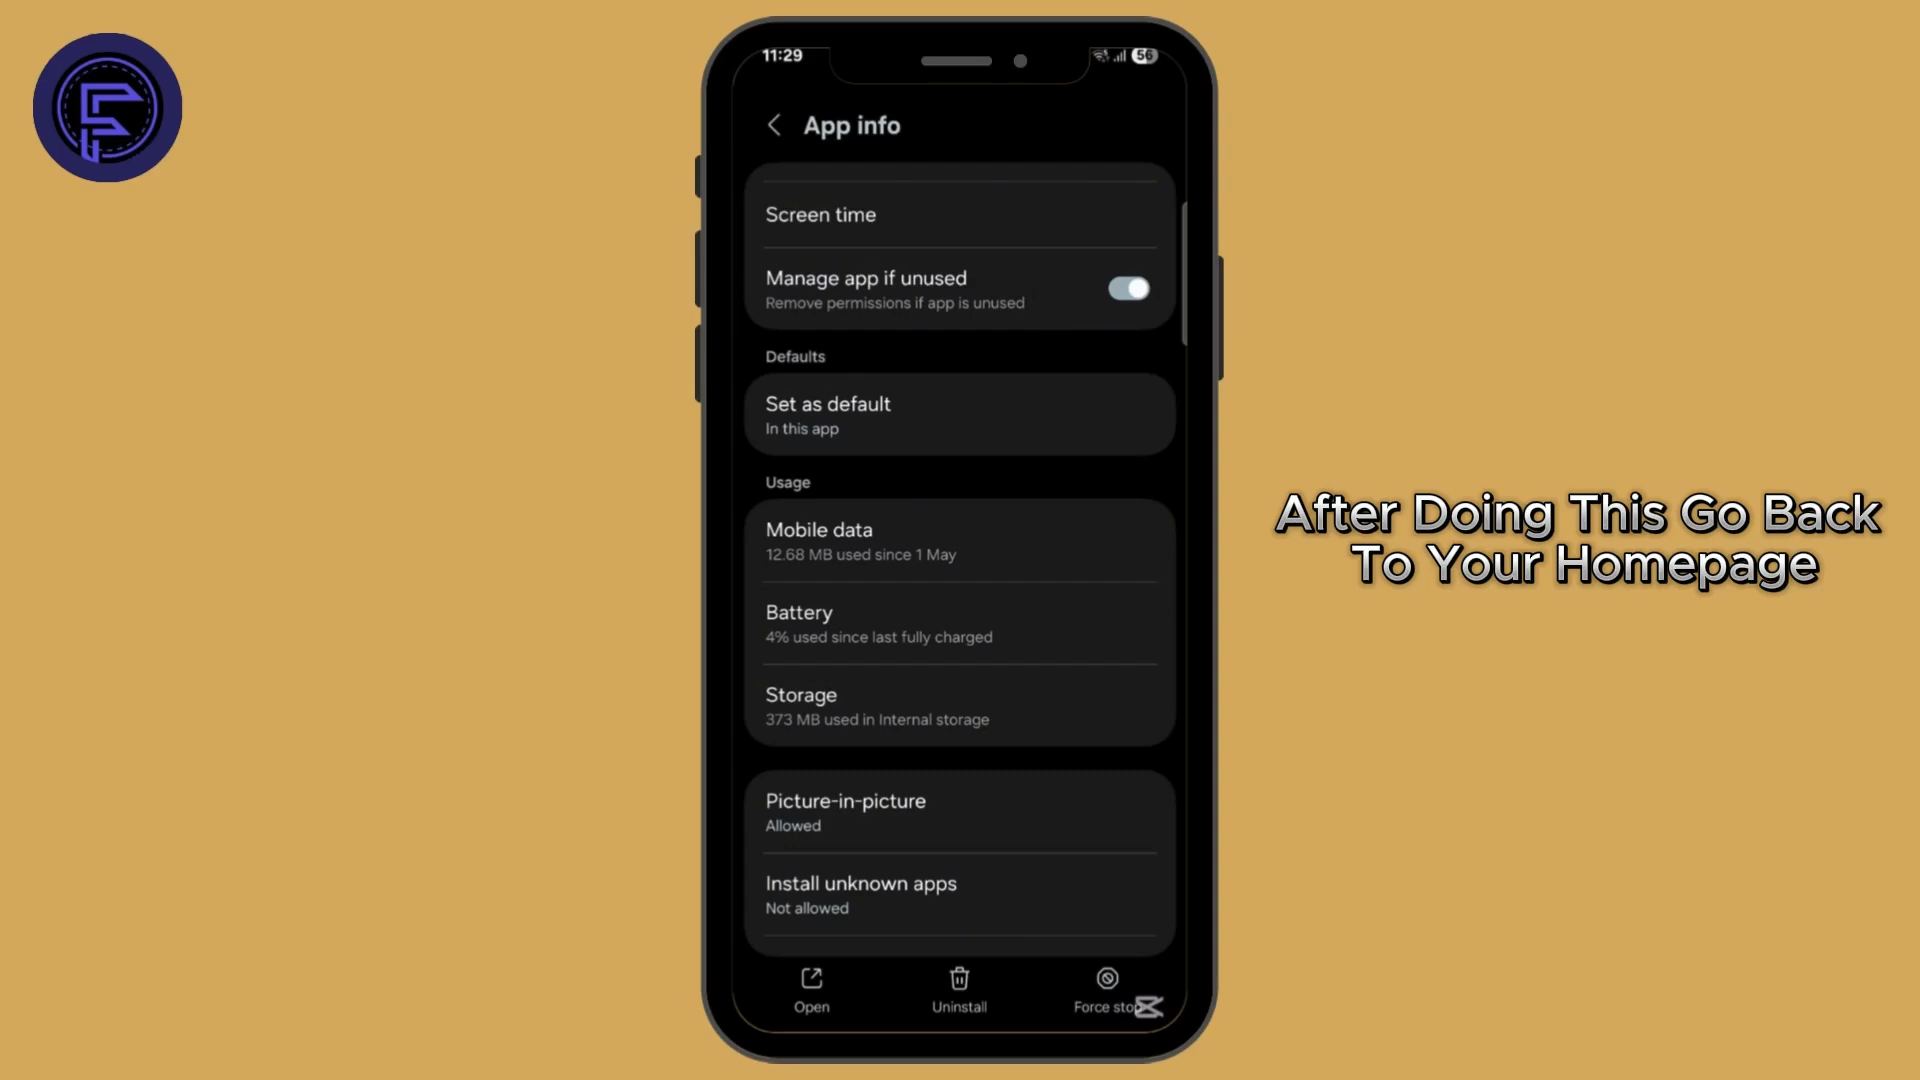 11:29
56
App info
Screen time
Manage app if unused
Remove permissions if app is unused
Defaults
Set as default
In this app
Usage
Mobile data
12.68 MB used since 1 May
Battery
4% used since last fully charged
Storage
373 MB used in Internal storage
Picture-in-picture
Allowed
Install unknown apps
Not allowed
Open
Uninstall
Force stop
After Doing This Go Back
To Your Homepage